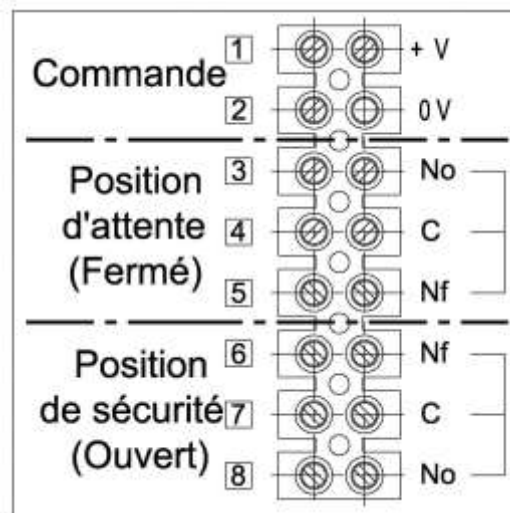 Commande
1 + V
2 0 V
Position d'attente (Fermé)
3 No
4 C
5 Nf
Position de sécurité (Ouvert)
6 Nf
7 C
8 No